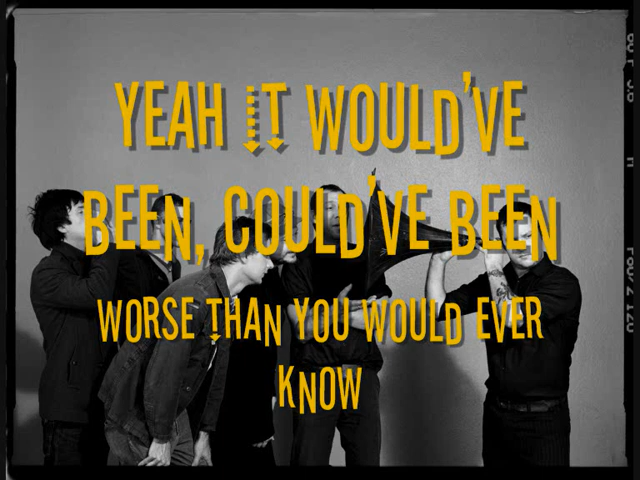 YEAH IT WOULD'VE
BEEN, COULD'VE BEEN
WORSE THAN YOU WOULD EVER
KNOW